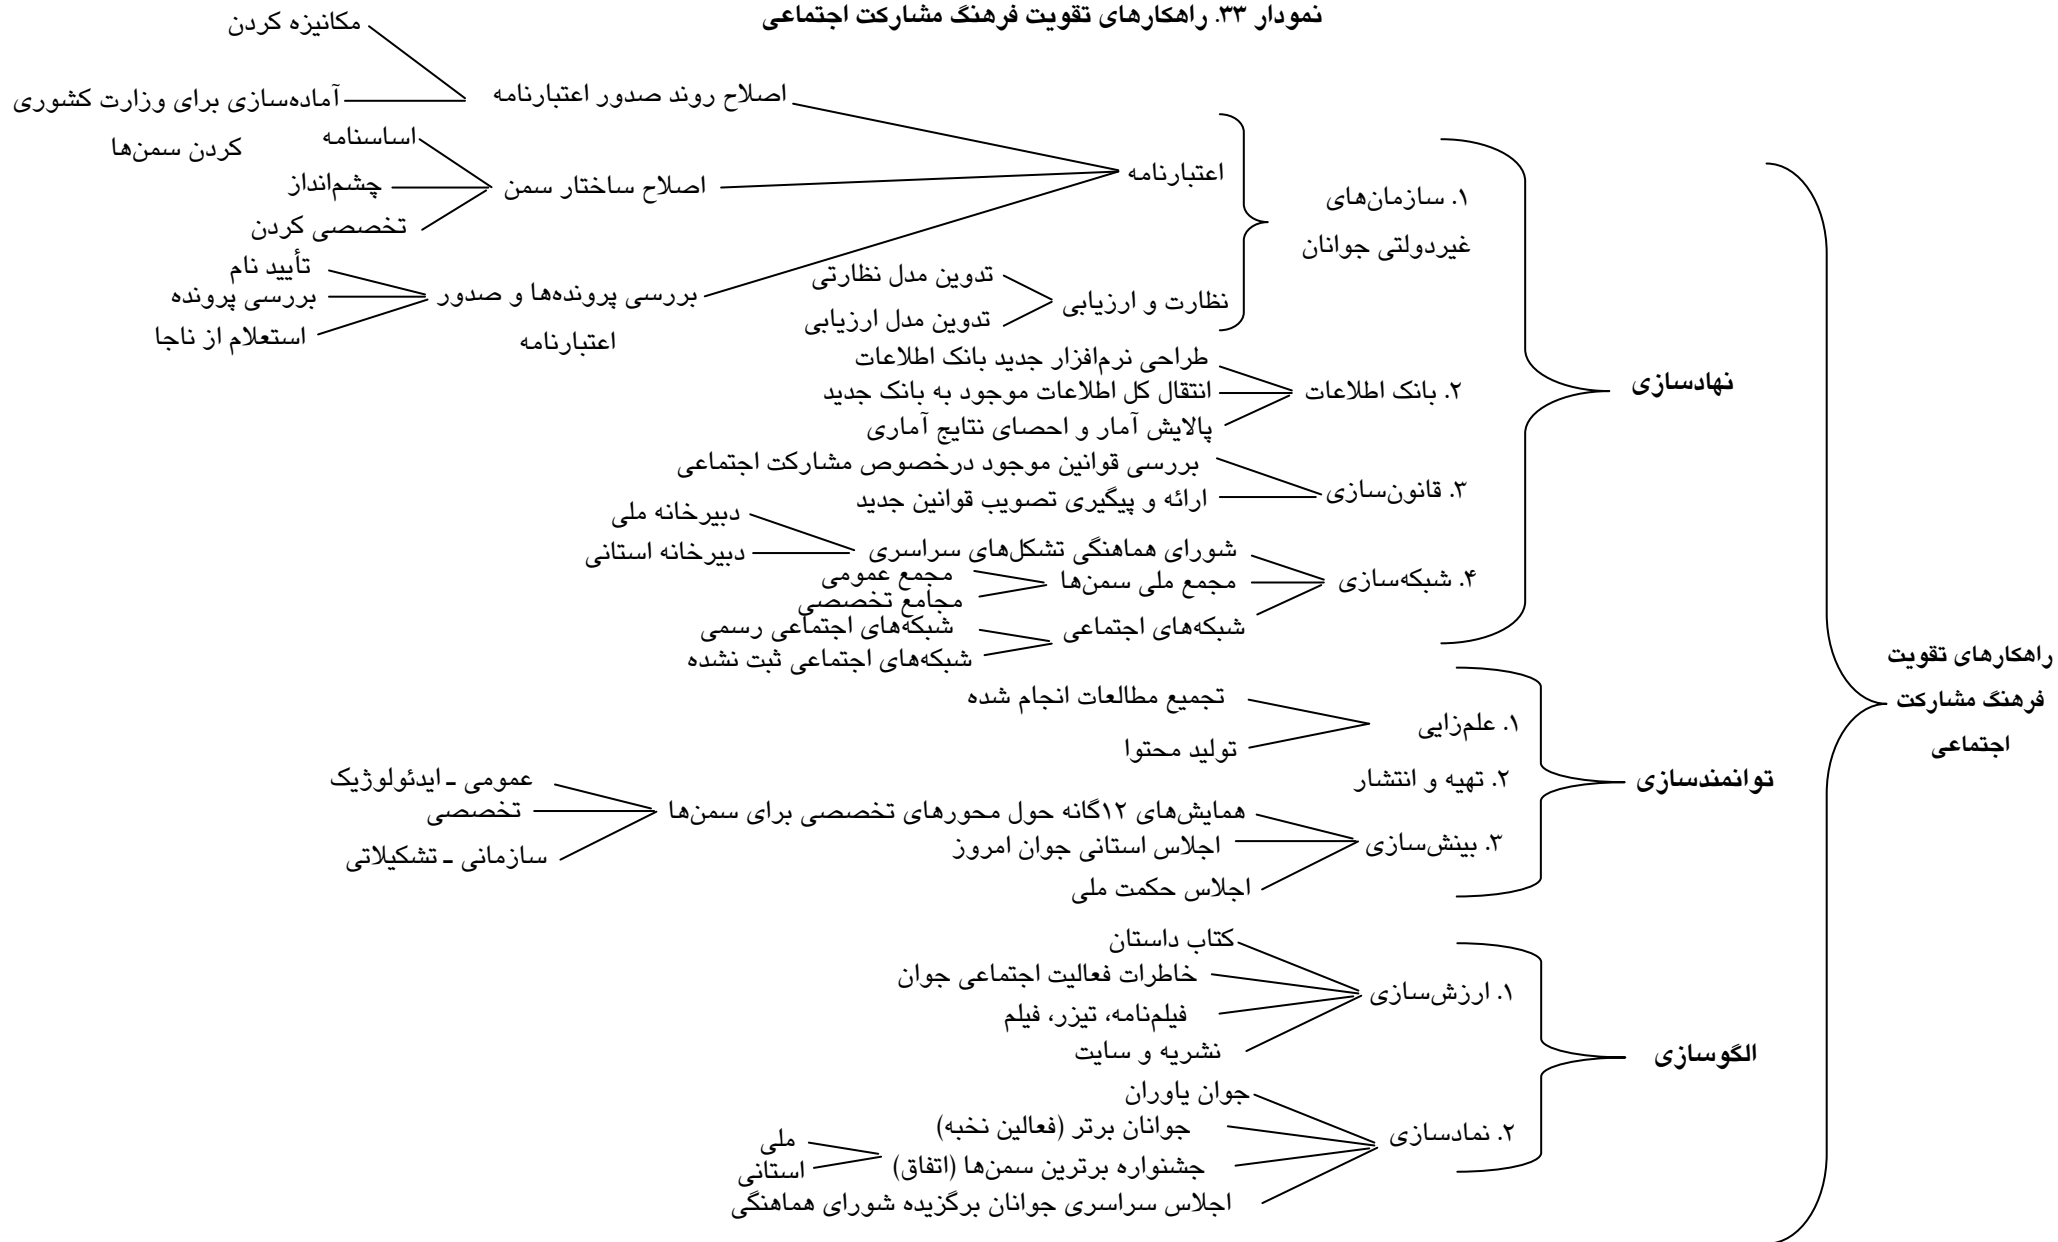 نمودار ۳۳. راهکارهای تقویت فرهنگ مشارکت اجتماعی
راهکارهای تقویت
فرهنگ مشارکت
اجتماعی
نهادسازی
۱. سازمان‌های
غیردولتی جوانان
اعتبارنامه
اصلاح روند صدور اعتبارنامه
مکانیزه کردن
آماده‌سازی برای وزارت کشوری
کردن سمن‌ها
اصلاح ساختار سمن
اساسنامه
چشم‌انداز
تخصصی کردن
بررسی پرونده‌ها و صدور
اعتبارنامه
تأیید نام
بررسی پرونده
استعلام از ناجا
نظارت و ارزیابی
تدوین مدل نظارتی
تدوین مدل ارزیابی
۲. بانک اطلاعات
طراحی نرم‌افزار جدید بانک اطلاعات
انتقال کل اطلاعات موجود به بانک جدید
پالایش آمار و احصای نتایج آماری
۳. قانون‌سازی
بررسی قوانین موجود درخصوص مشارکت اجتماعی
ارائه و پیگیری تصویب قوانین جدید
۴. شبکه‌سازی
شورای هماهنگی تشکل‌های سراسری
دبیرخانه ملی
دبیرخانه استانی
مجمع ملی سمن‌ها
مجمع عمومی
مجامع تخصصی
شبکه‌های اجتماعی
شبکه‌های اجتماعی رسمی
شبکه‌های اجتماعی ثبت نشده
توانمندسازی
۱. علم‌زایی
تجمیع مطالعات انجام شده
تولید محتوا
۲. تهیه و انتشار
۳. بینش‌سازی
همایش‌های ۱۲گانه حول محورهای تخصصی برای سمن‌ها
عمومی ـ ایدئولوژیک
تخصصی
سازمانی ـ تشکیلاتی
اجلاس استانی جوان امروز
اجلاس حکمت ملی
الگوسازی
۱. ارزش‌سازی
کتاب داستان
خاطرات فعالیت اجتماعی جوان
فیلم‌نامه، تیزر، فیلم
نشریه و سایت
۲. نمادسازی
جوان یاوران
جوانان برتر (فعالین نخبه)
جشنواره برترین سمن‌ها (اتفاق)
ملی
استانی
اجلاس سراسری جوانان برگزیده شورای هماهنگی